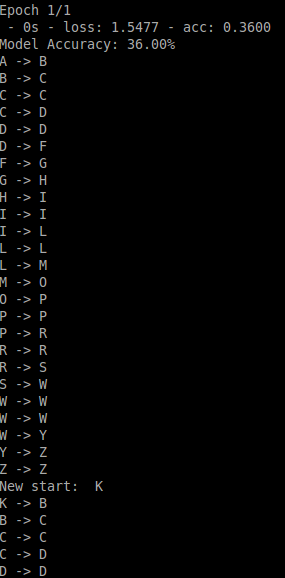 Epoch 1/1
 - 0s - loss: 1.5477 - acc: 0.3600
Model Accuracy: 36.00%
A -> B
B -> C
C -> C
C -> D
D -> D
D -> F
F -> G
G -> H
H -> I
I -> I
I -> L
L -> L
L -> M
M -> O
O -> P
P -> P
P -> R
R -> R
R -> S
S -> W
W -> W
W -> W
W -> Y
Y -> Z
Z -> Z
New start:  K
K -> B
B -> C
C -> C
C -> D
D -> D